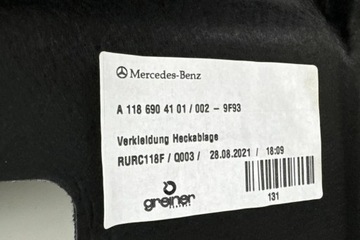 Mercedes-Benz
A 118 690 41 01 / 002 - 9F93
Verkleidung Heckablage
RURC118F / Q003 / 28.08.2021 / 18:09
greiner
131